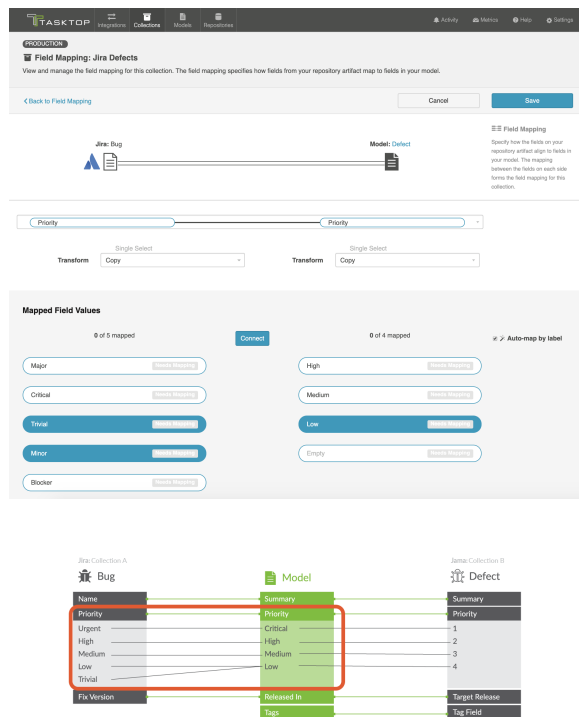 TASKTOP
Integrations
Collections
Models
Repositories
Activity
Metrics
Help
Settings
PRODUCTION
Field Mapping: Jira Defects
View and manage the field mapping for this collection. The field mapping specifies how fields from your repository artifact map to fields in your model.
Back to Field Mapping
Cancel
Save
Field Mapping
Specify how the fields on your
repository artifact align to fields in
your model. The mapping
between the fields on each side
forms the field mapping for this
collection.
Jira: Bug
Model: Defect
Priority
Priority
Single Select
Single Select
Transform Copy
Transform Copy
Mapped Field Values
0 of 5 mapped
Connect
0 of 4 mapped
Auto-map by label
Major Needs Mapping
High Needs Mapping
Critical Needs Mapping
Medium Needs Mapping
Trivial Needs Mapping
Low Needs Mapping
Minor Needs Mapping
Empty Needs Mapping
Blocker Needs Mapping
Jira: Collection A
Bug
Model
Jama: Collection B
Defect
Name Summary Summary
Priority Priority Priority
Urgent Critical 1
High High 2
Medium Medium 3
Low Low 4
Trivial
Fix Version Released In Target Release
Tags Tag Field